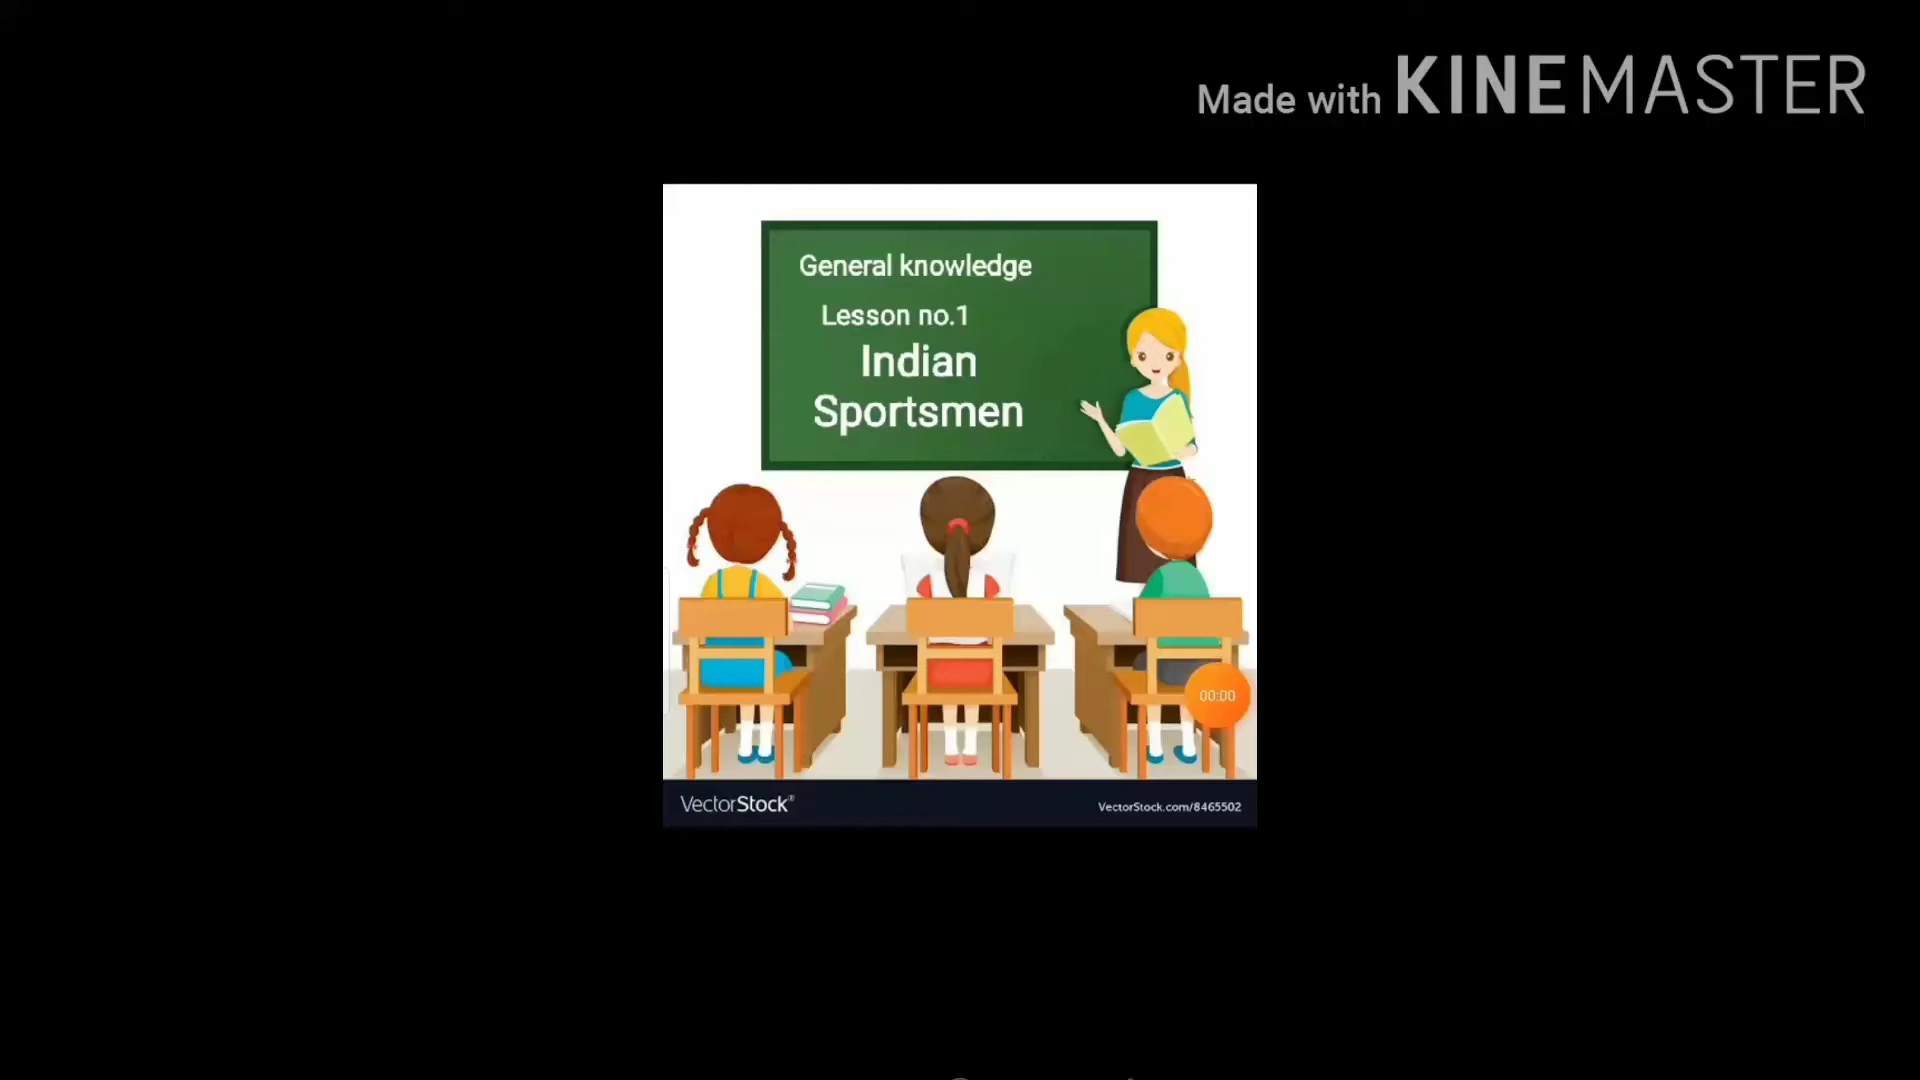 Made with KINEMASTER
General knowledge
Lesson no.1
Indian
Sportsmen
00:00
VectorStock®
VectorStock.com/8465502